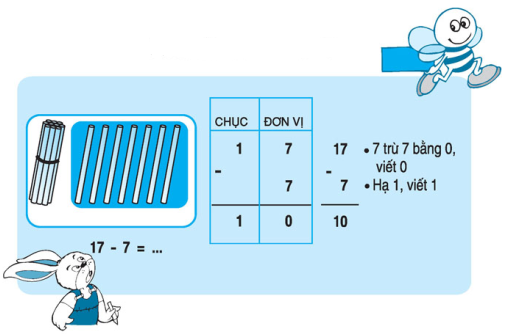 CHỤC ĐƠN VỊ
1 7
-
7
1 0
17
-
7
10
• 7 trừ 7 bằng 0,
viết 0
• Hạ 1, viết 1
17 - 7 = ...